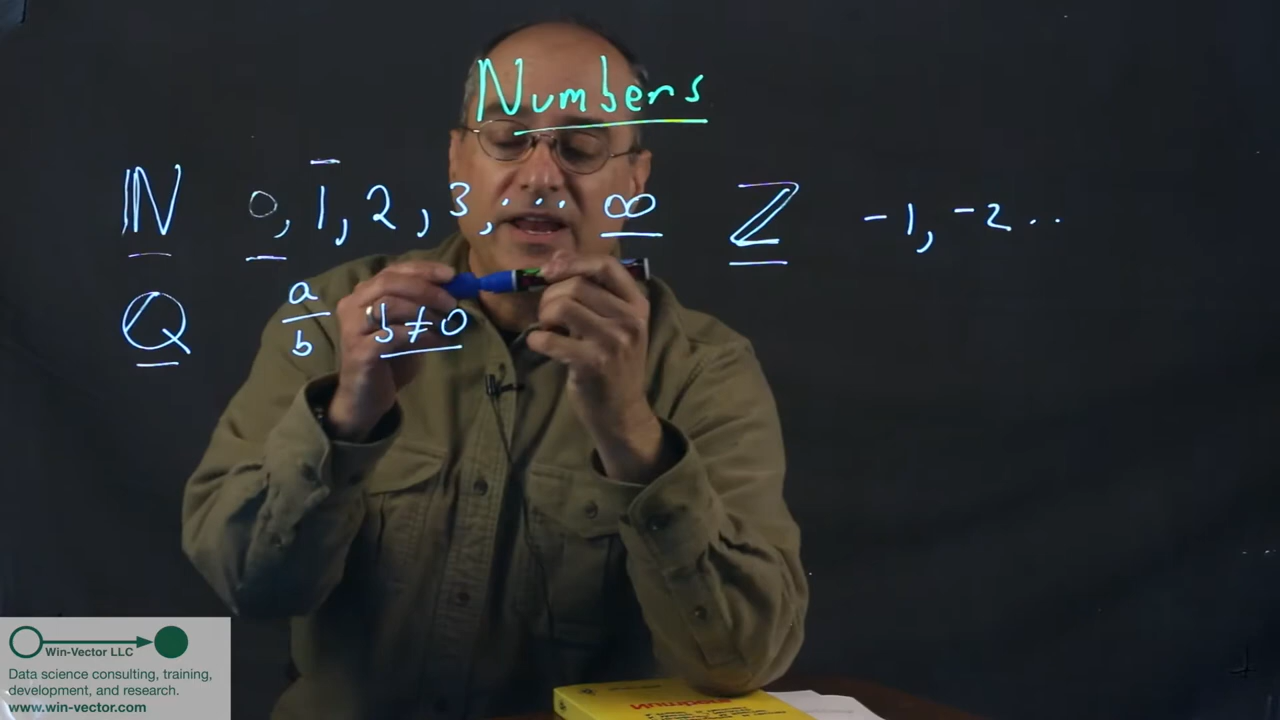 Numbers
ℕ 0, 1, 2, 3, ... ∞ ℤ -1, -2 ..
ℚ a/b b≠0
Win-Vector LLC
Data science consulting, training,
development, and research.
www.win-vector.com